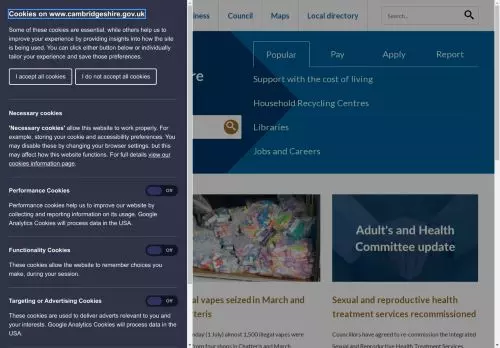 Cookies on www.cambridgeshire.gov.uk
Some of these cookies are essential, while others help us to
improve your experience by providing insights into how the site
is being used. You can click either button below or individually
tailor your experience and save those preferences.
I accept all cookies
I do not accept all cookies
Necessary cookies
'Necessary cookies' allow this website to work properly. For
example, storing your cookie and accessibility preferences. You
may disable these by changing your browser settings, but this
may affect how this website functions. For full details view our
cookies information page.
Performance Cookies
Off
Performance cookies help us to improve our website by
collecting and reporting information on its usage. Google
Analytics Cookies will process data in the USA.
Functionality Cookies
Off
These cookies allow the website to remember choices you
make, during your session.
Targeting or Advertising Cookies
Off
These cookies are used to deliver adverts relevant to you and
your interests. Google Analytics Cookies will process data in the
USA.
iness
Council
Maps
Local directory
Search...
re
Popular
Pay
Apply
Report
Support with the cost of living
Household Recycling Centres
Libraries
Jobs and Careers
Adult's and Health
Committee update
al vapes seized in March and
tteris
nday (1 July) almost 1,500 illegal vapes were
from four shops in Chatteris and March
Sexual and reproductive health
treatment services recommissioned
Councillors have agreed to re-commission the Integrated
Sexual and Reproductive Health Treatment Services